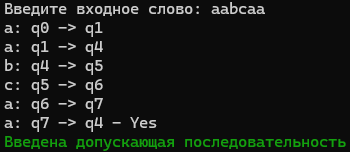 Введите входное слово: aabcaa
a: q0 -> q1
a: q1 -> q4
b: q4 -> q5
c: q5 -> q6
a: q6 -> q7
a: q7 -> q4 - Yes
Введена допускающая последовательность